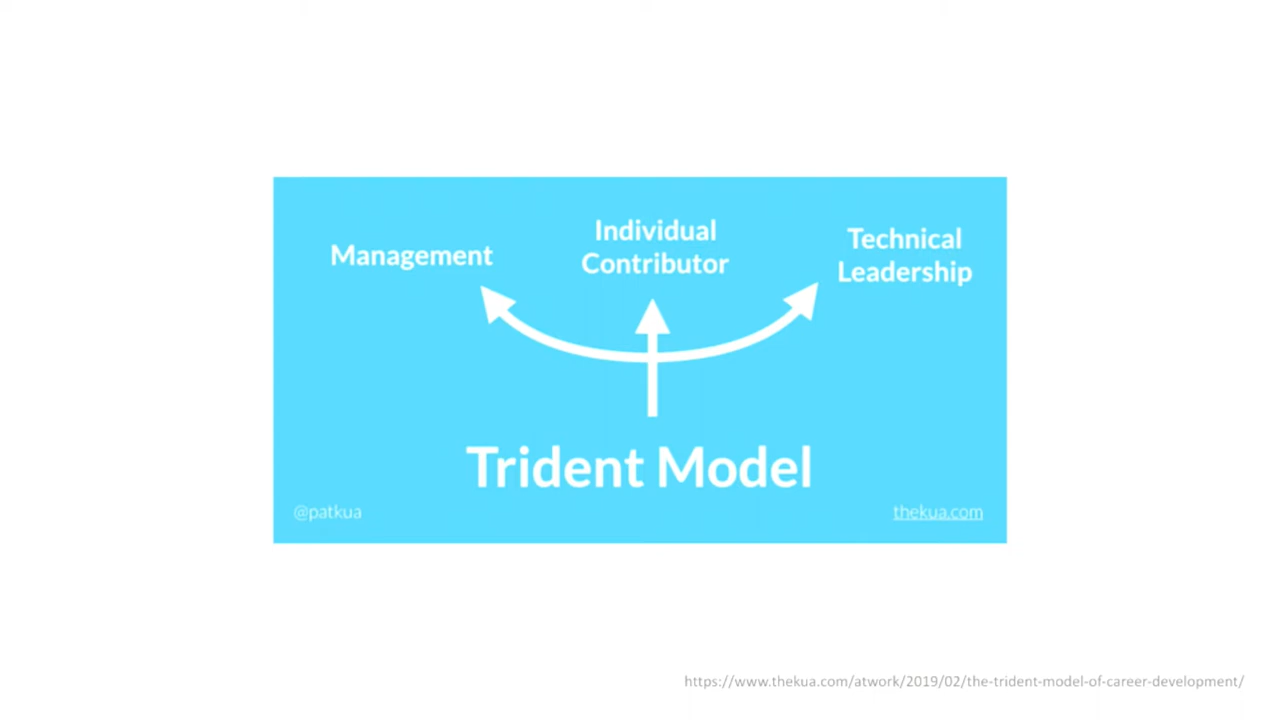 Individual
Contributor
Management
Technical
Leadership
Trident Model
@patkua
thekua.com
https://www.thekua.com/atwork/2019/02/the-trident-model-of-career-development/